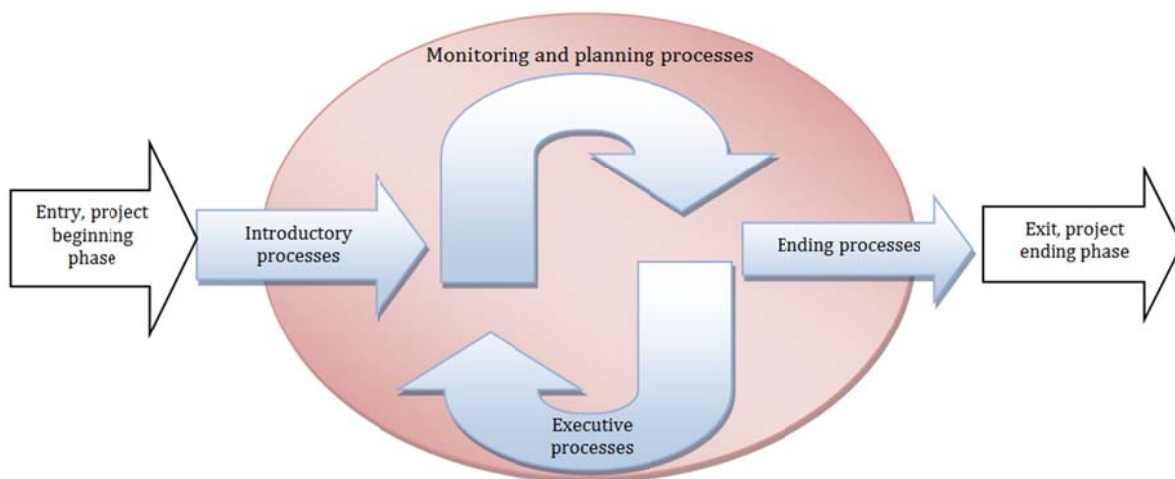 Monitoring and planning processes
Entry, project
beginning
phase
Introductory
processes
Ending processes
Exit, project
ending phase
Executive
processes